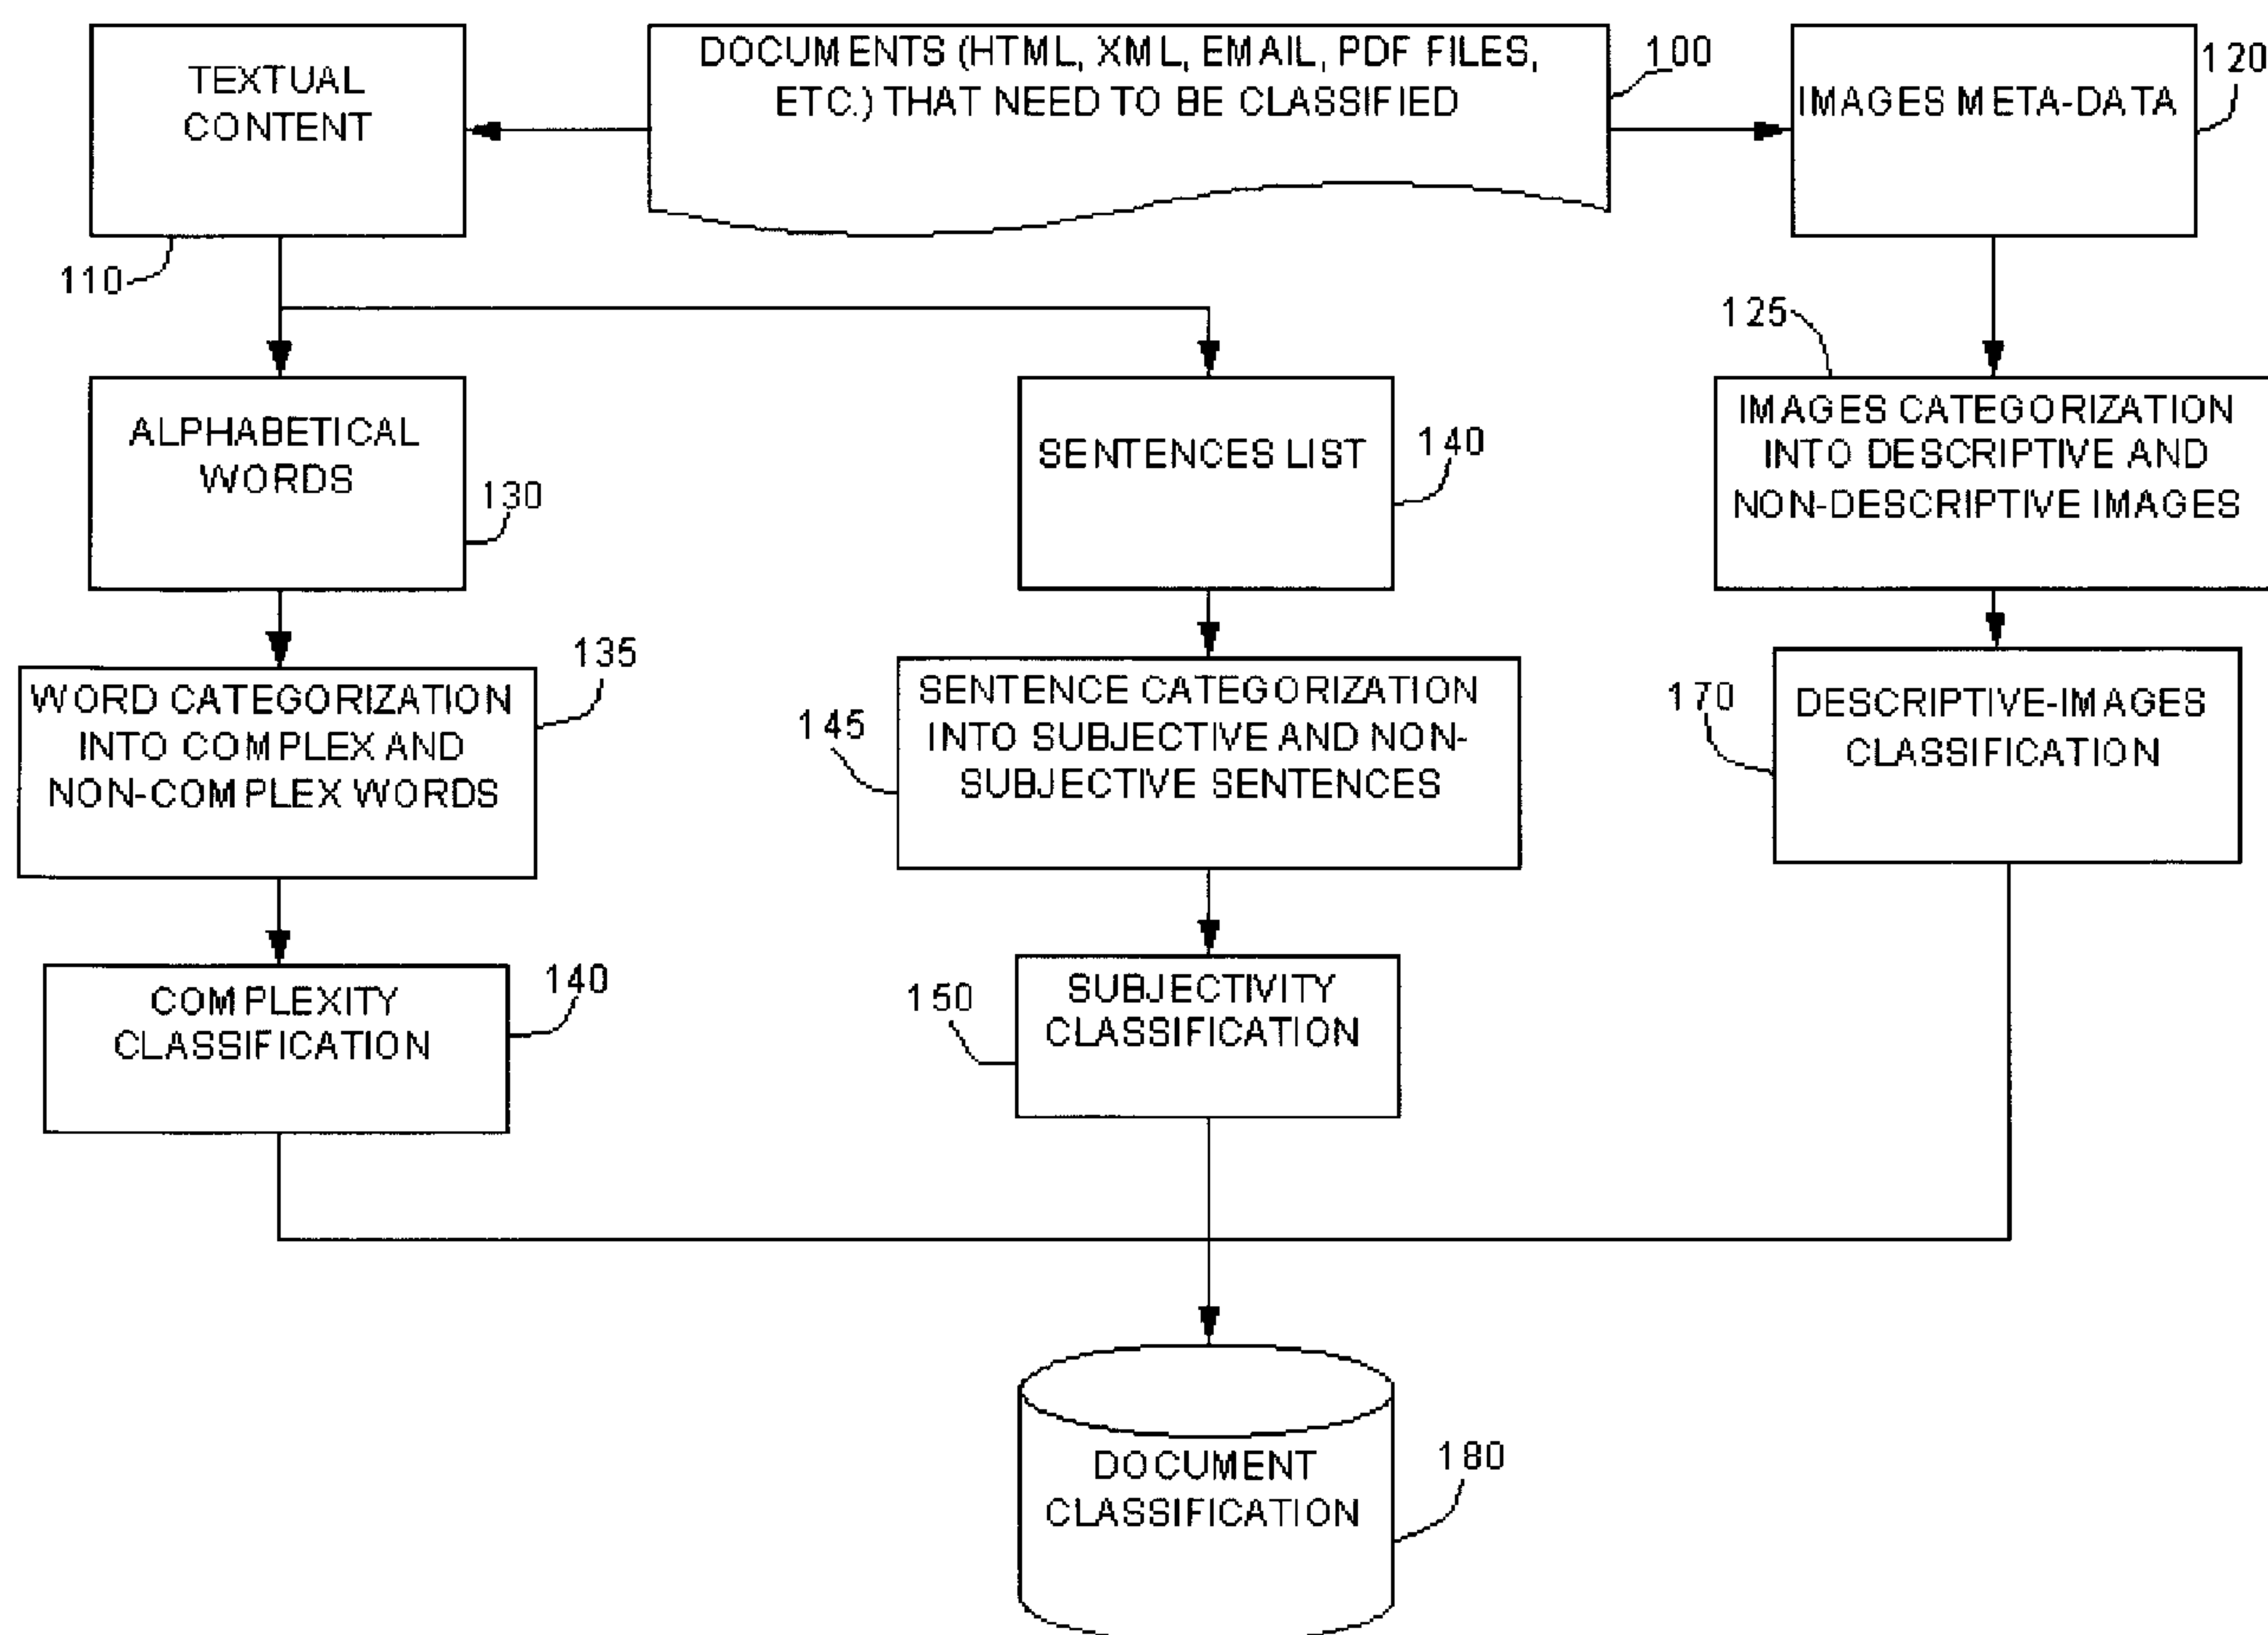 TEXTUAL
CONTENT
110
DOCUMENTS (HTML, XML, EMAIL, PDF FILES,
ETC.) THAT NEED TO BE CLASSIFIED
100
IMAGES META-DATA
120
ALPHABETICAL
WORDS
130
SENTENCES LIST
140
125
IMAGES CATEGORIZATION
INTO DESCRIPTIVE AND
NON-DESCRIPTIVE IMAGES
WORD CATEGORIZATION
INTO COMPLEX AND
NON-COMPLEX WORDS
135
145
SENTENCE CATEGORIZATION
INTO SUBJECTIVE AND NON-
SUBJECTIVE SENTENCES
170
DESCRIPTIVE-IMAGES
CLASSIFICATION
COMPLEXITY
CLASSIFICATION
140
150
SUBJECTIVITY
CLASSIFICATION
DOCUMENT
CLASSIFICATION
180